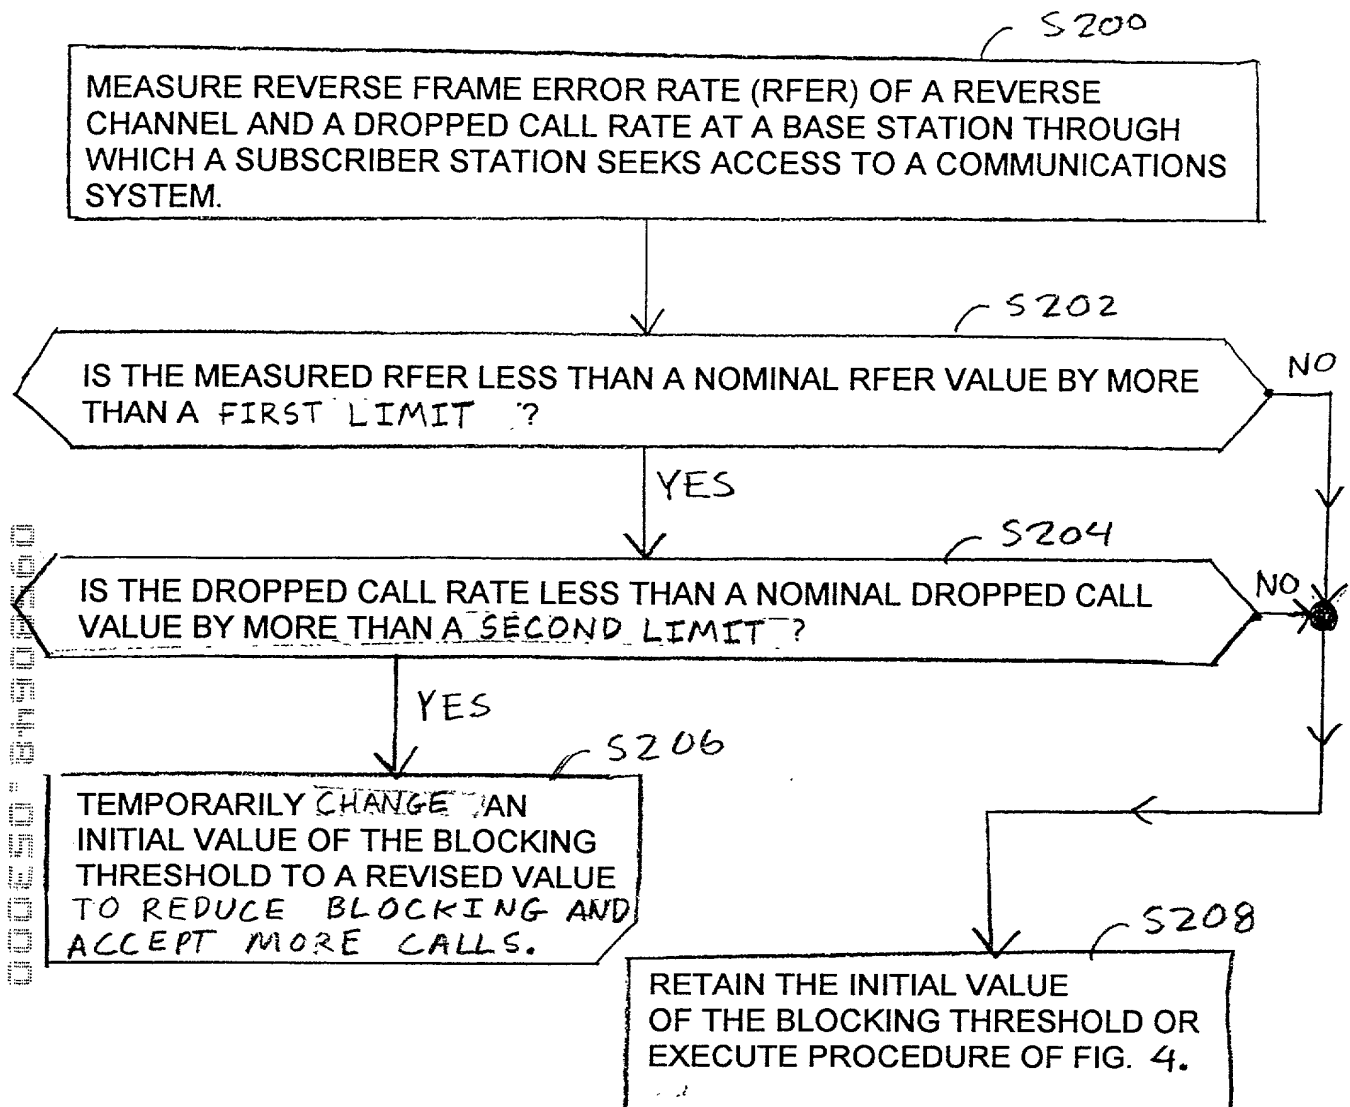 S200
MEASURE REVERSE FRAME ERROR RATE (RFER) OF A REVERSE
CHANNEL AND A DROPPED CALL RATE AT A BASE STATION THROUGH
WHICH A SUBSCRIBER STATION SEEKS ACCESS TO A COMMUNICATIONS
SYSTEM.
S202
IS THE MEASURED RFER LESS THAN A NOMINAL RFER VALUE BY MORE
THAN A FIRST LIMIT ?
NO
YES
S204
IS THE DROPPED CALL RATE LESS THAN A NOMINAL DROPPED CALL
VALUE BY MORE THAN A SECOND LIMIT ?
NO
YES
S206
TEMPORARILY CHANGE AN
INITIAL VALUE OF THE BLOCKING
THRESHOLD TO A REVISED VALUE
TO REDUCE BLOCKING AND
ACCEPT MORE CALLS.
S208
RETAIN THE INITIAL VALUE
OF THE BLOCKING THRESHOLD OR
EXECUTE PROCEDURE OF FIG. 4.